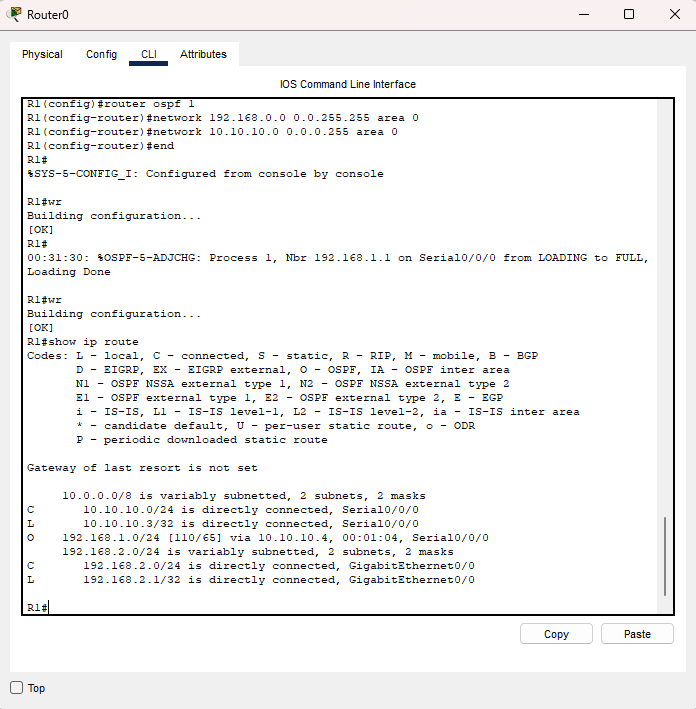 Router0
Physical Config CLI Attributes
IOS Command Line Interface
R1(config)#router ospf 1
R1(config-router)#network 192.168.0.0 0.0.255.255 area 0
R1(config-router)#network 10.10.10.0 0.0.0.255 area 0
R1(config-router)#end
R1#
%SYS-5-CONFIG_I: Configured from console by console
R1#wr
Building configuration...
[OK]
R1#
00:31:30: %OSPF-5-ADJCHG: Process 1, Nbr 192.168.1.1 on Serial0/0/0 from LOADING to FULL,
Loading Done
R1#wr
Building configuration...
[OK]
R1#show ip route
Codes: L - local, C - connected, S - static, R - RIP, M - mobile, B - BGP
D - EIGRP, EX - EIGRP external, O - OSPF, IA - OSPF inter area
N1 - OSPF NSSA external type 1, N2 - OSPF NSSA external type 2
E1 - OSPF external type 1, E2 - OSPF external type 2, E - EGP
i - IS-IS, L1 - IS-IS level-1, L2 - IS-IS level-2, ia - IS-IS inter area
* - candidate default, U - per-user static route, o - ODR
P - periodic downloaded static route
Gateway of last resort is not set
10.0.0.0/8 is variably subnetted, 2 subnets, 2 masks
C 10.10.10.0/24 is directly connected, Serial0/0/0
L 10.10.10.3/32 is directly connected, Serial0/0/0
O 192.168.1.0/24 [110/65] via 10.10.10.4, 00:01:04, Serial0/0/0
192.168.2.0/24 is variably subnetted, 2 subnets, 2 masks
C 192.168.2.0/24 is directly connected, GigabitEthernet0/0
L 192.168.2.1/32 is directly connected, GigabitEthernet0/0
R1#
Copy Paste
Top